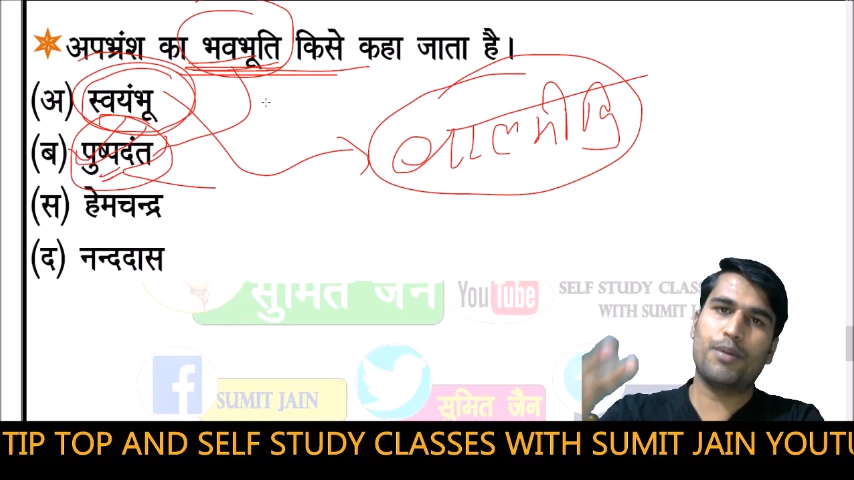 अपभ्रंश का भवभूति किसे कहा जाता है।
(अ) स्वयंभू
वाल्मीकि
(ब) पुष्पदंत
(स) हेमचन्द्र
(द) नन्ददास
सुमित जैन
YouTube
SELF STUDY CLAS
WITH SUMIT J
SUMIT JAIN
सुमित जैन
TIP TOP AND SELF STUDY CLASSES WITH SUMIT JAIN YOUTU